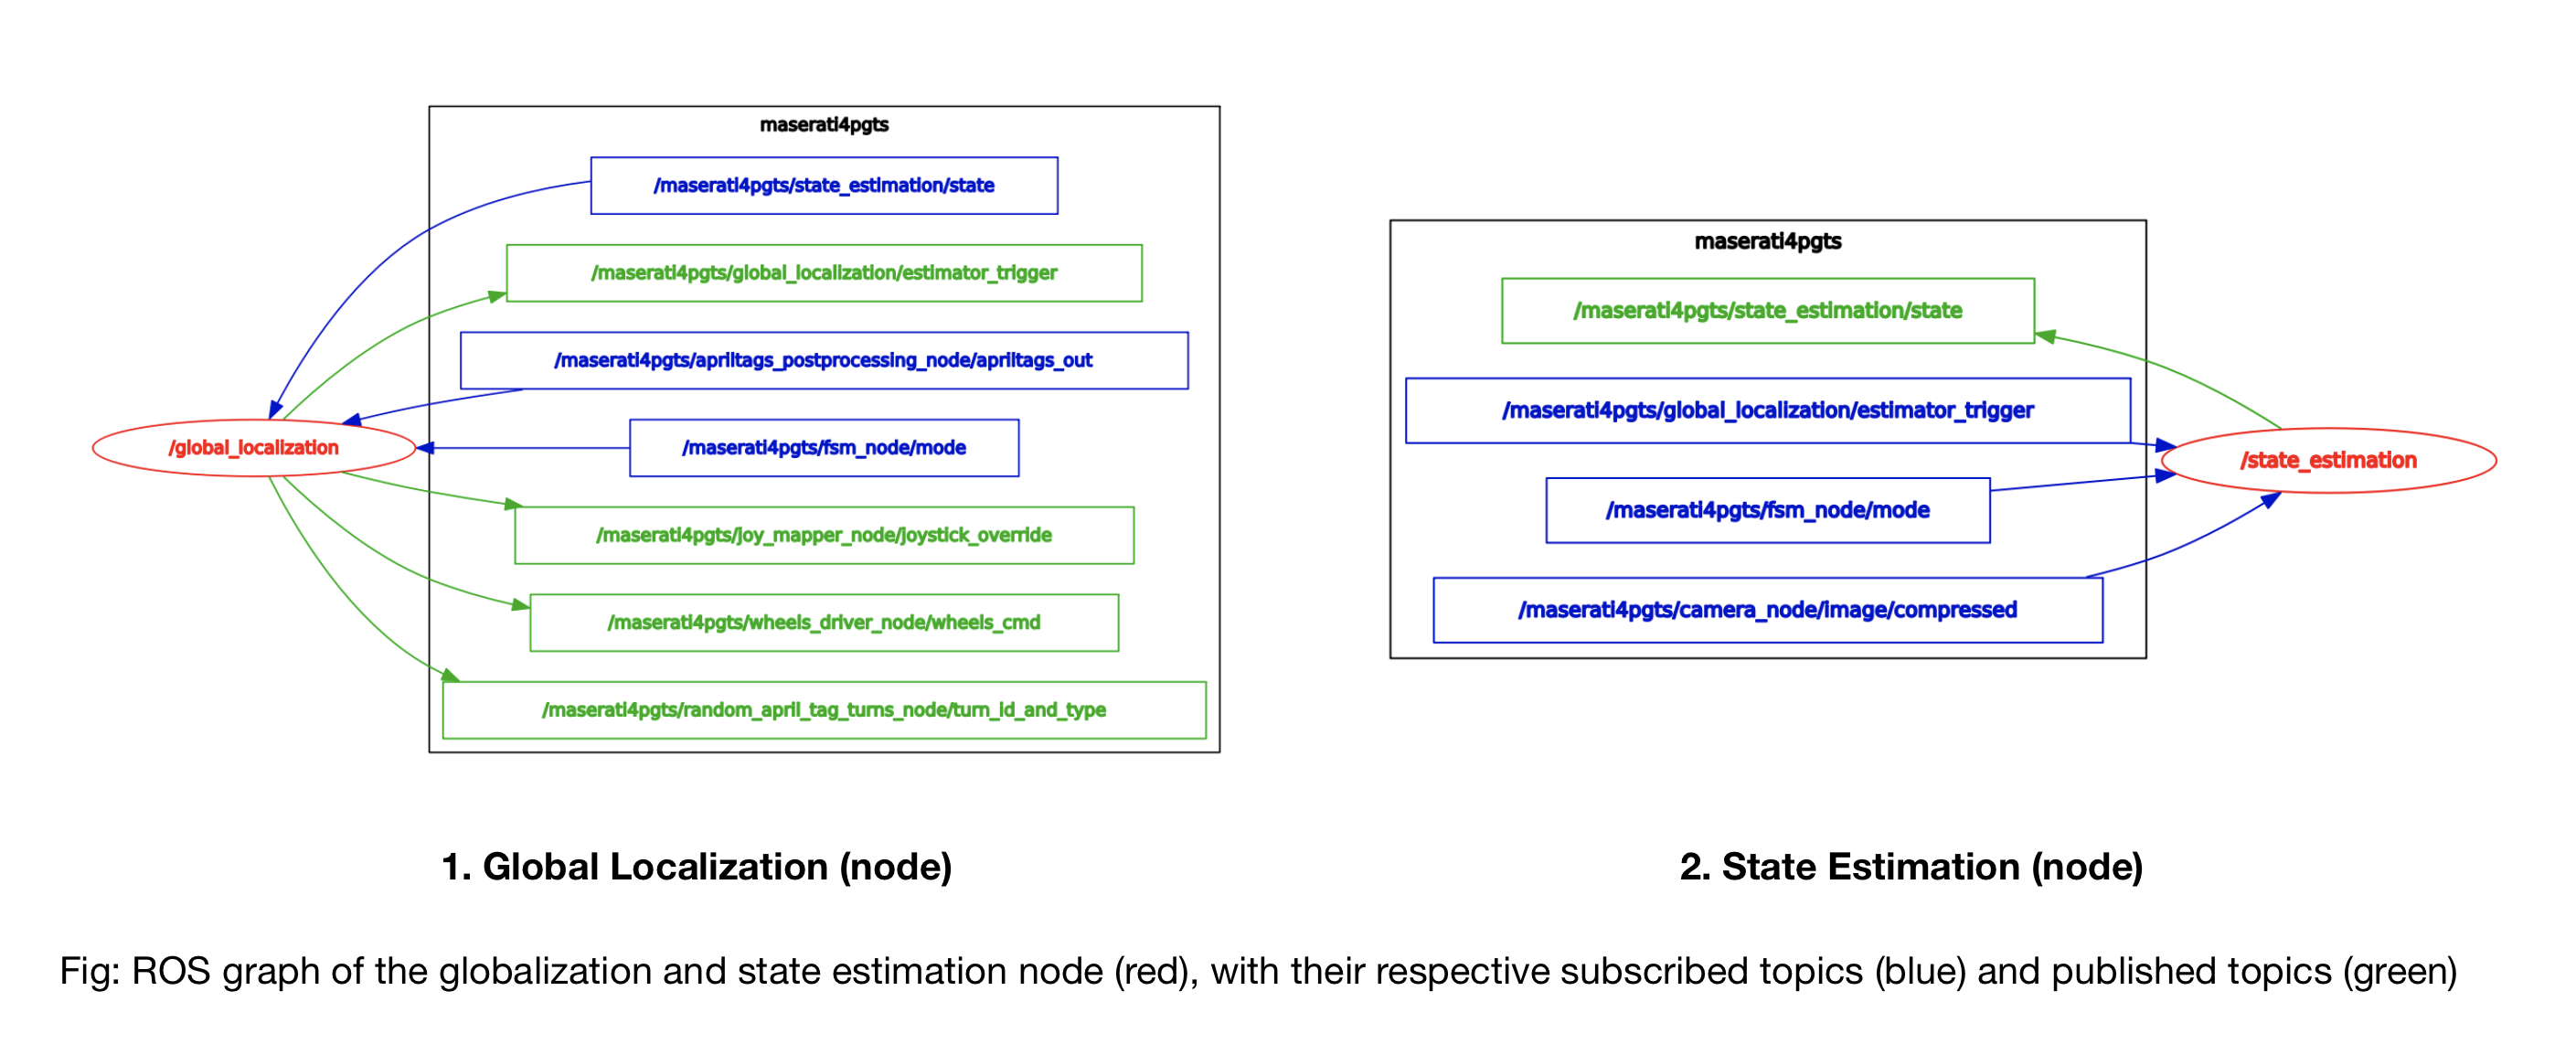 maserati4pgts
/maserati4pgts/state_estimation/state
/maserati4pgts/global_localization/estimator_trigger
/maserati4pgts/apriltags_postprocessing_node/apriltags_out
/global_localization
/maserati4pgts/fsm_node/mode
/maserati4pgts/joy_mapper_node/joystick_override
/maserati4pgts/wheels_driver_node/wheels_cmd
/maserati4pgts/random_april_tag_turns_node/turn_id_and_type
1. Global Localization (node)
maserati4pgts
/maserati4pgts/state_estimation/state
/maserati4pgts/global_localization/estimator_trigger
/state_estimation
/maserati4pgts/fsm_node/mode
/maserati4pgts/camera_node/image/compressed
2. State Estimation (node)
Fig: ROS graph of the globalization and state estimation node (red), with their respective subscribed topics (blue) and published topics (green)